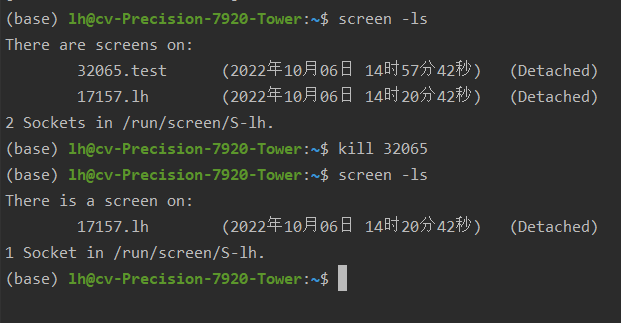 (base) lh@cv-Precision-7920-Tower:~$ screen -ls
There are screens on:
32065.test (2022年10月06日 14时57分42秒) (Detached)
17157.lh (2022年10月06日 14时20分42秒) (Detached)
2 Sockets in /run/screen/S-lh.
(base) lh@cv-Precision-7920-Tower:~$ kill 32065
(base) lh@cv-Precision-7920-Tower:~$ screen -ls
There is a screen on:
17157.lh (2022年10月06日 14时20分42秒) (Detached)
1 Socket in /run/screen/S-lh.
(base) lh@cv-Precision-7920-Tower:~$